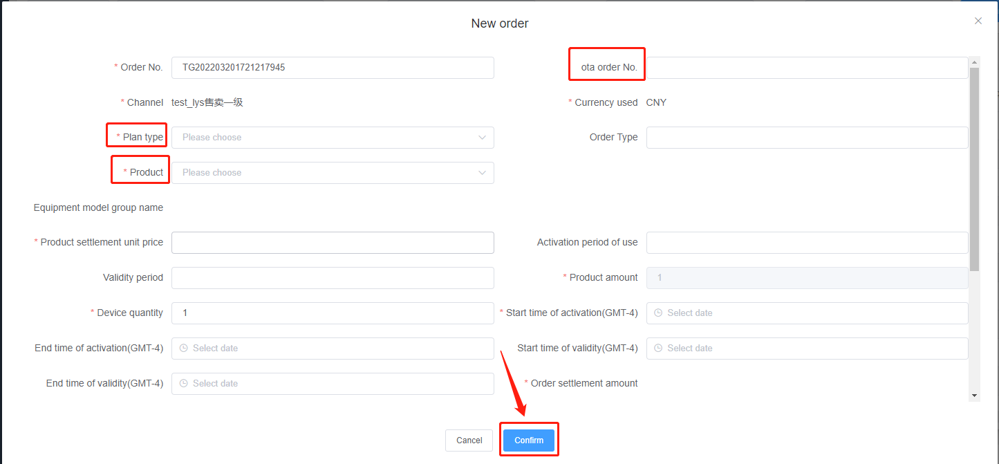 New order
* Order No. TG202203201721217945 ota order No.
* Channel test_lys售卖一级 * Currency used CNY
* Plan type Please choose Order Type
* Product Please choose
Equipment model group name
* Product settlement unit price Activation period of use
Validity period * Product amount 1
* Device quantity 1 * Start time of activation(GMT-4) Select date
End time of activation(GMT-4) Select date Start time of validity(GMT-4) Select date
End time of validity(GMT-4) Select date * Order settlement amount
Cancel Confirm